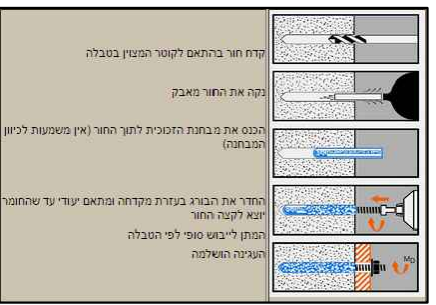 קדח חור בהתאם לקוטר המצוין בטבלה
נקה את החור מאבק
הכנס את מבחנת הזכוכית לתוך החור (אין משמעות לכיוון
המבחנה)
החדר את הבורג בעזרת מקדחה ומתאם יעודי עד שהחומר
יוצא לקצה החור
המתן לייבוש סופי לפי הטבלה
העגינה הושלמה
MD